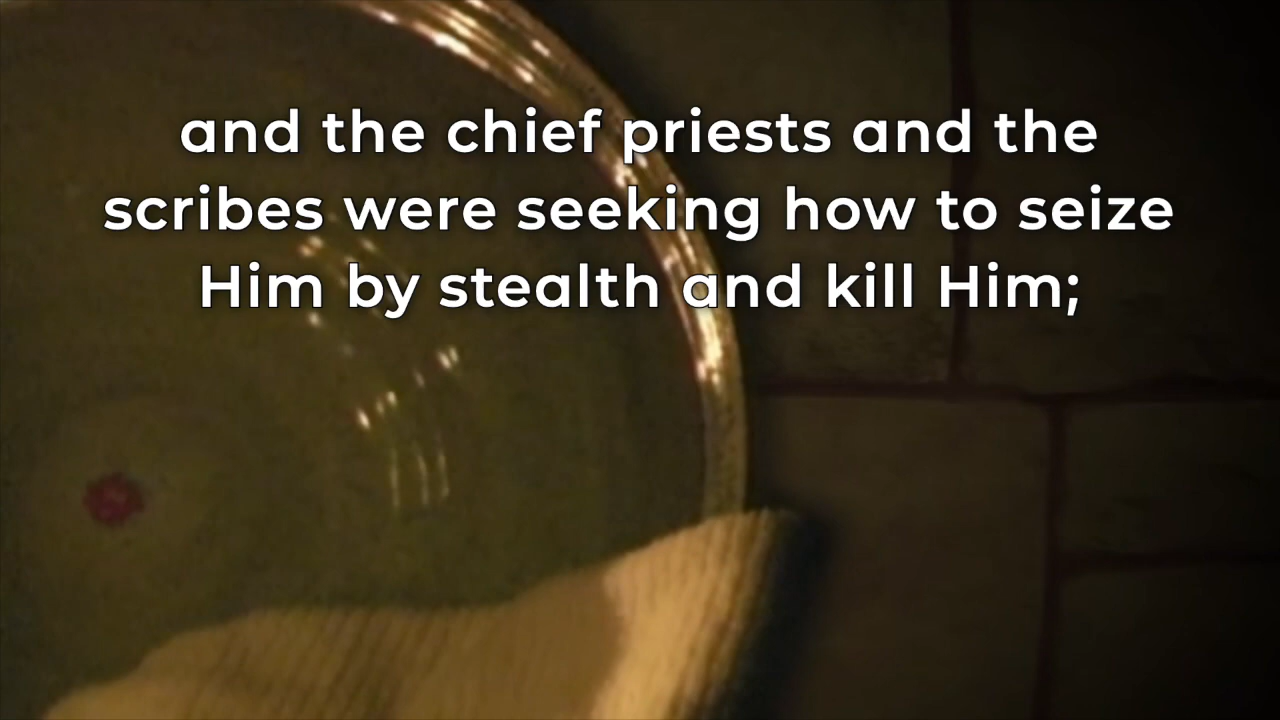 and the chief priests and the
scribes were seeking how to seize
Him by stealth and kill Him;